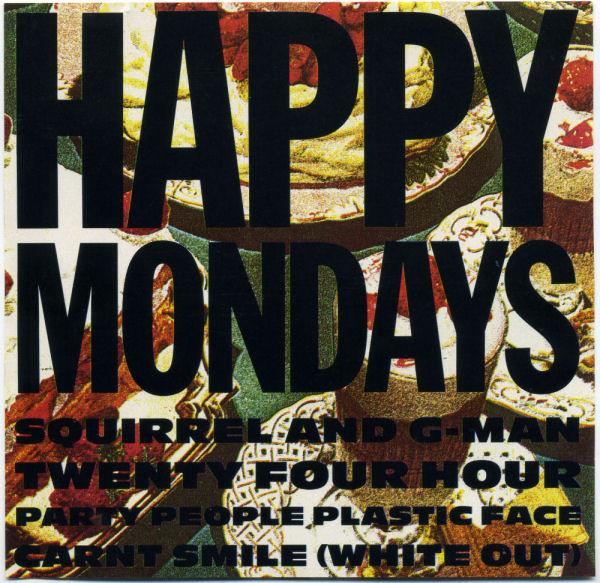 HAPPY
MONDAYS
SQUIRREL AND G-MAN
TWENTY FOUR HOUR
PARTY PEOPLE PLASTIC FACE
CARNT SMILE (WHITE OUT)